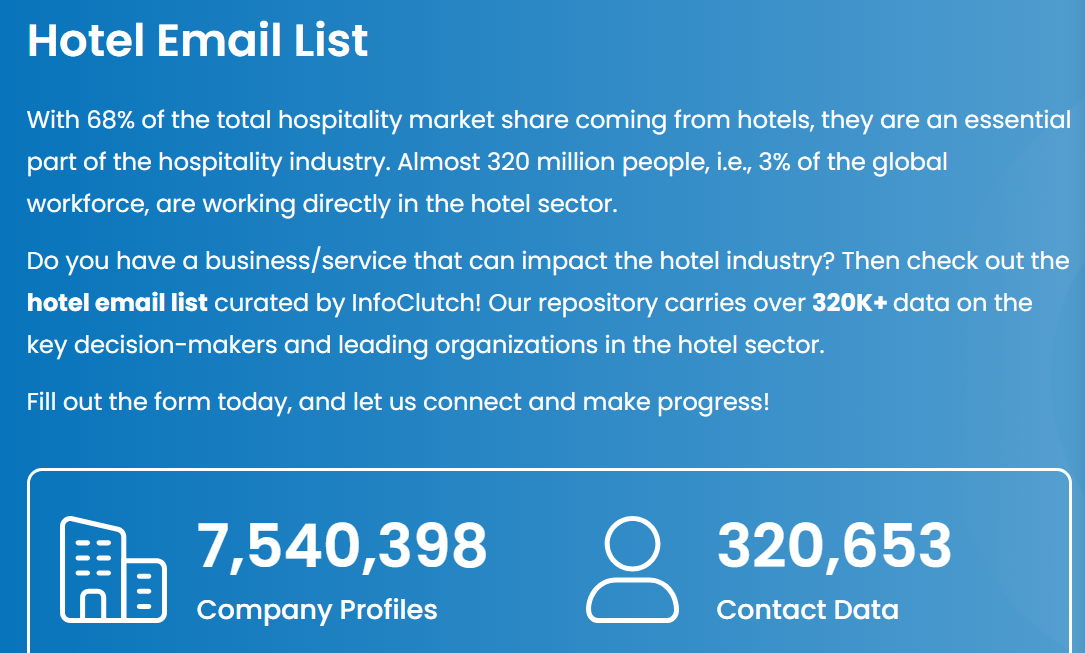 Hotel Email List
With 68% of the total hospitality market share coming from hotels, they are an essential
part of the hospitality industry. Almost 320 million people, i.e., 3% of the global
workforce, are working directly in the hotel sector.
Do you have a business/service that can impact the hotel industry? Then check out the
hotel email list curated by InfoClutch! Our repository carries over 320K+ data on the
key decision-makers and leading organizations in the hotel sector.
Fill out the form today, and let us connect and make progress!
7,540,398
Company Profiles
320,653
Contact Data